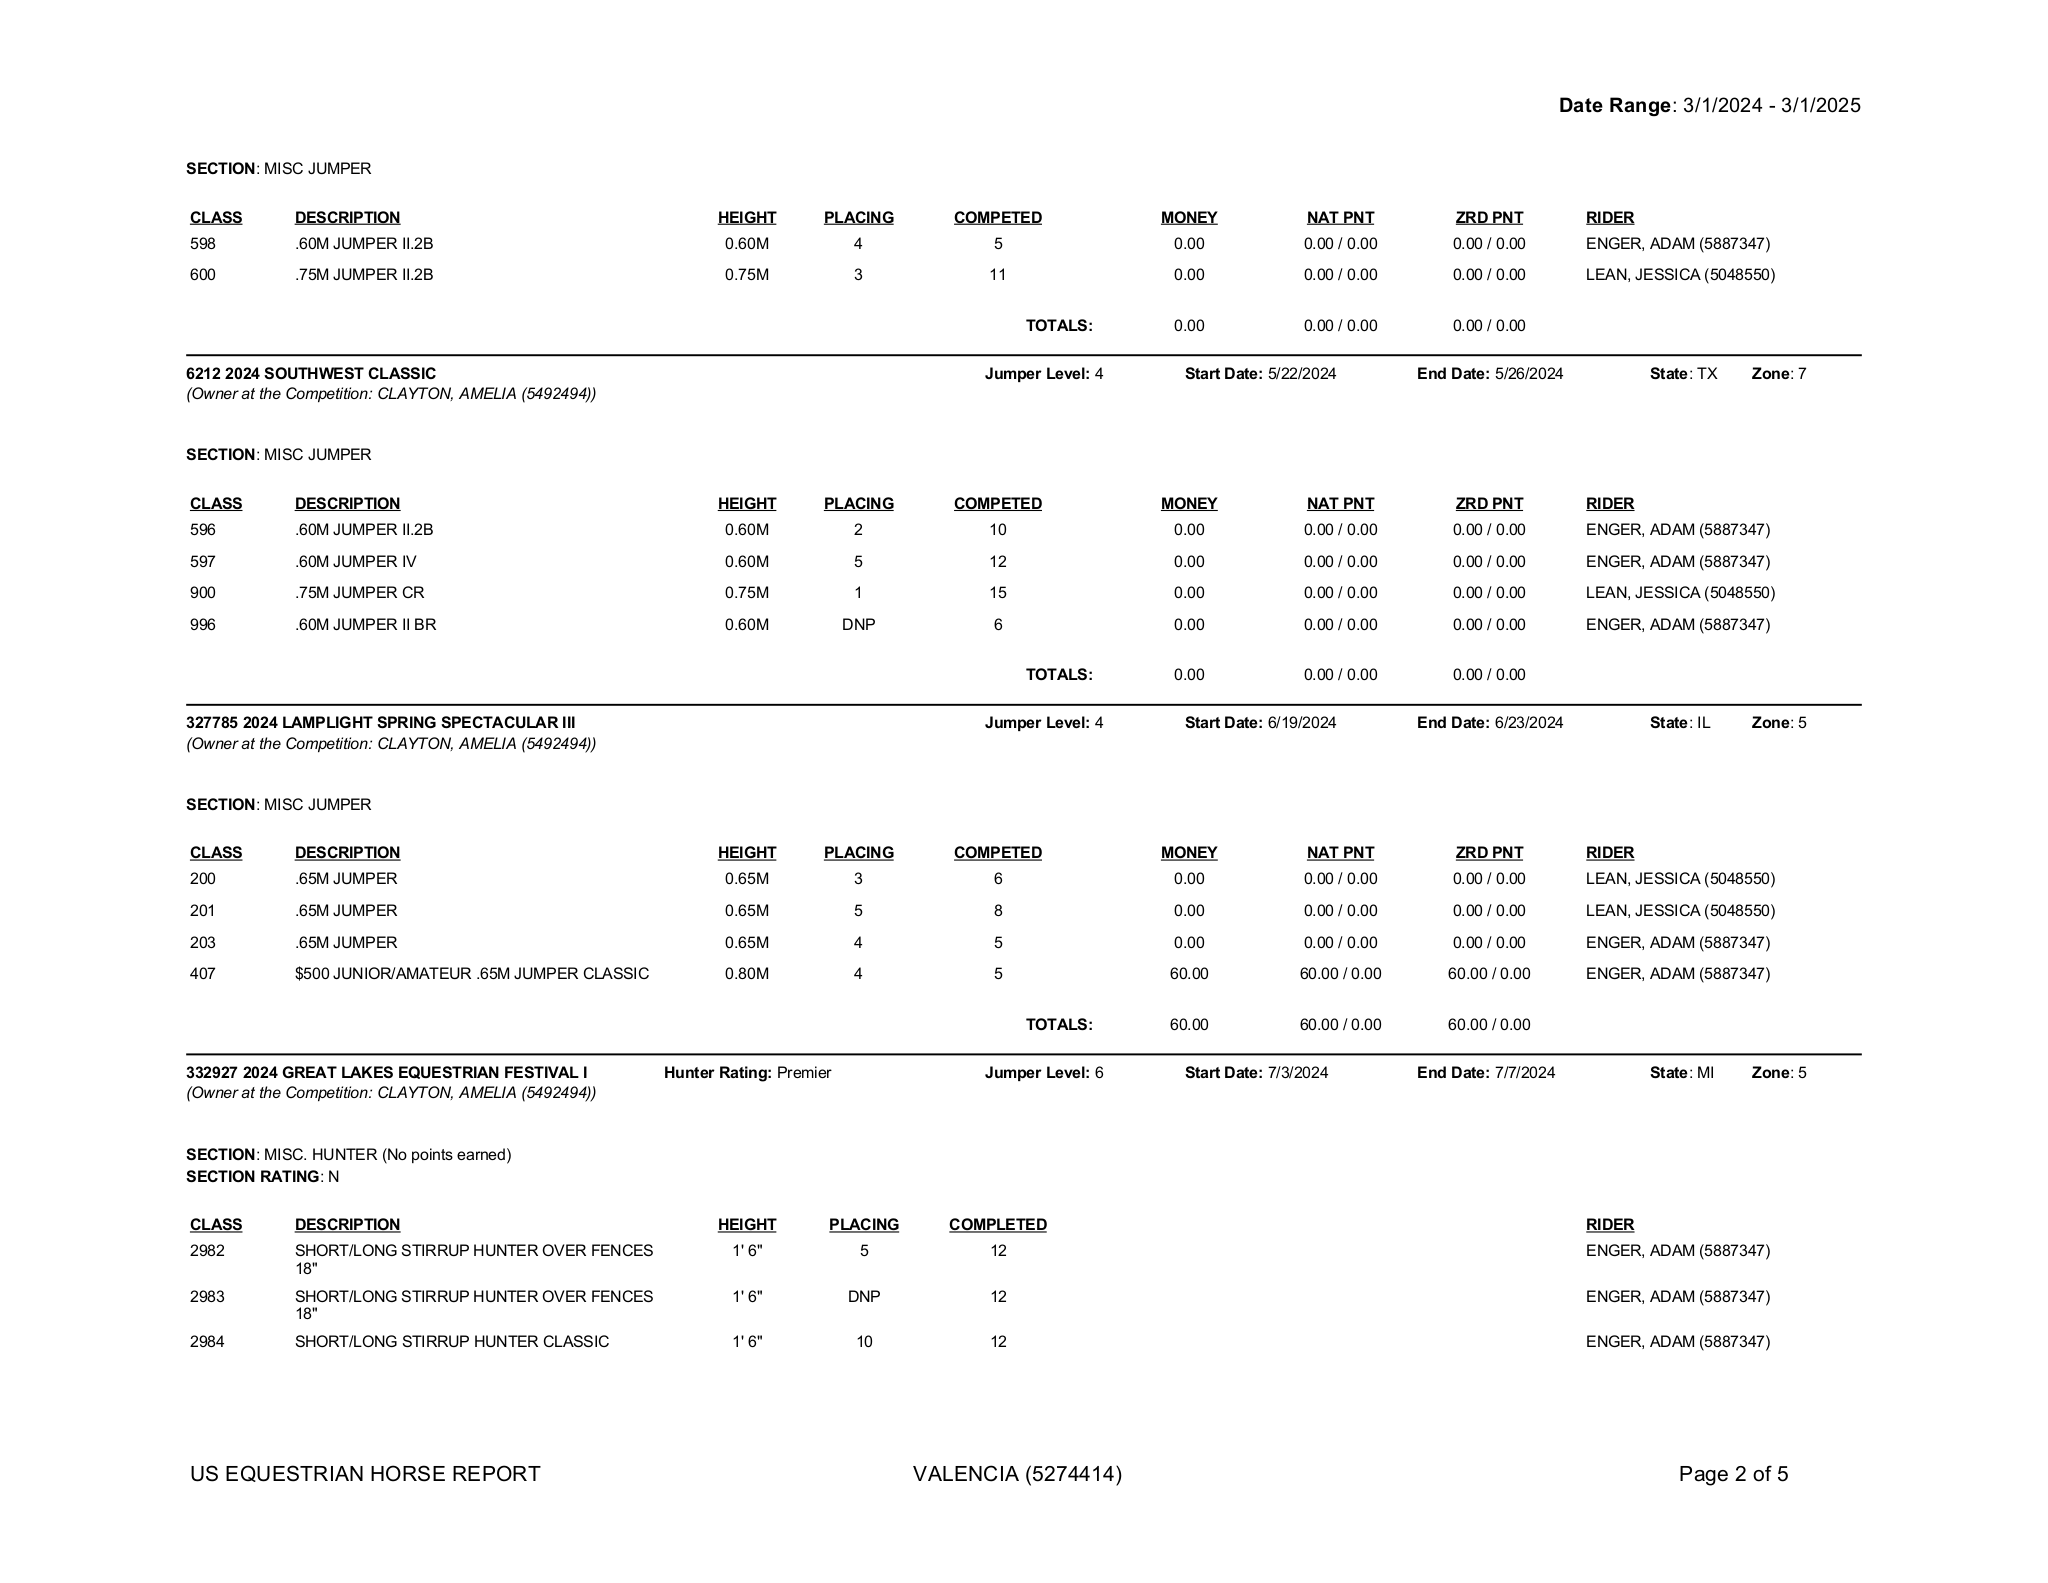 Date Range: 3/1/2024 - 3/1/2025
SECTION: MISC JUMPER
CLASS DESCRIPTION HEIGHT PLACING COMPETED MONEY NAT PNT ZRD PNT RIDER
598 .60M JUMPER II.2B 0.60M 4 5 0.00 0.00 / 0.00 0.00 / 0.00 ENGER, ADAM (5887347)
600 .75M JUMPER II.2B 0.75M 3 11 0.00 0.00 / 0.00 0.00 / 0.00 LEAN, JESSICA (5048550)
TOTALS: 0.00 0.00 / 0.00 0.00 / 0.00
6212 2024 SOUTHWEST CLASSIC Jumper Level: 4 Start Date: 5/22/2024 End Date: 5/26/2024 State: TX Zone: 7
(Owner at the Competition: CLAYTON, AMELIA (5492494))
SECTION: MISC JUMPER
CLASS DESCRIPTION HEIGHT PLACING COMPETED MONEY NAT PNT ZRD PNT RIDER
596 .60M JUMPER II.2B 0.60M 2 10 0.00 0.00 / 0.00 0.00 / 0.00 ENGER, ADAM (5887347)
597 .60M JUMPER IV 0.60M 5 12 0.00 0.00 / 0.00 0.00 / 0.00 ENGER, ADAM (5887347)
900 .75M JUMPER CR 0.75M 1 15 0.00 0.00 / 0.00 0.00 / 0.00 LEAN, JESSICA (5048550)
996 .60M JUMPER II BR 0.60M DNP 6 0.00 0.00 / 0.00 0.00 / 0.00 ENGER, ADAM (5887347)
TOTALS: 0.00 0.00 / 0.00 0.00 / 0.00
327785 2024 LAMPLIGHT SPRING SPECTACULAR III Jumper Level: 4 Start Date: 6/19/2024 End Date: 6/23/2024 State: IL Zone: 5
(Owner at the Competition: CLAYTON, AMELIA (5492494))
SECTION: MISC JUMPER
CLASS DESCRIPTION HEIGHT PLACING COMPETED MONEY NAT PNT ZRD PNT RIDER
200 .65M JUMPER 0.65M 3 6 0.00 0.00 / 0.00 0.00 / 0.00 LEAN, JESSICA (5048550)
201 .65M JUMPER 0.65M 5 8 0.00 0.00 / 0.00 0.00 / 0.00 LEAN, JESSICA (5048550)
203 .65M JUMPER 0.65M 4 5 0.00 0.00 / 0.00 0.00 / 0.00 ENGER, ADAM (5887347)
407 $500 JUNIOR/AMATEUR .65M JUMPER CLASSIC 0.80M 4 5 60.00 60.00 / 0.00 60.00 / 0.00 ENGER, ADAM (5887347)
TOTALS: 60.00 60.00 / 0.00 60.00 / 0.00
332927 2024 GREAT LAKES EQUESTRIAN FESTIVAL I Hunter Rating: Premier Jumper Level: 6 Start Date: 7/3/2024 End Date: 7/7/2024 State: MI Zone: 5
(Owner at the Competition: CLAYTON, AMELIA (5492494))
SECTION: MISC. HUNTER (No points earned)
SECTION RATING: N
CLASS DESCRIPTION HEIGHT PLACING COMPLETED RIDER
2982 SHORT/LONG STIRRUP HUNTER OVER FENCES 1' 6" 5 12 ENGER, ADAM (5887347)
18"
2983 SHORT/LONG STIRRUP HUNTER OVER FENCES 1' 6" DNP 12 ENGER, ADAM (5887347)
18"
2984 SHORT/LONG STIRRUP HUNTER CLASSIC 1' 6" 10 12 ENGER, ADAM (5887347)
US EQUESTRIAN HORSE REPORT VALENCIA (5274414) Page 2 of 5